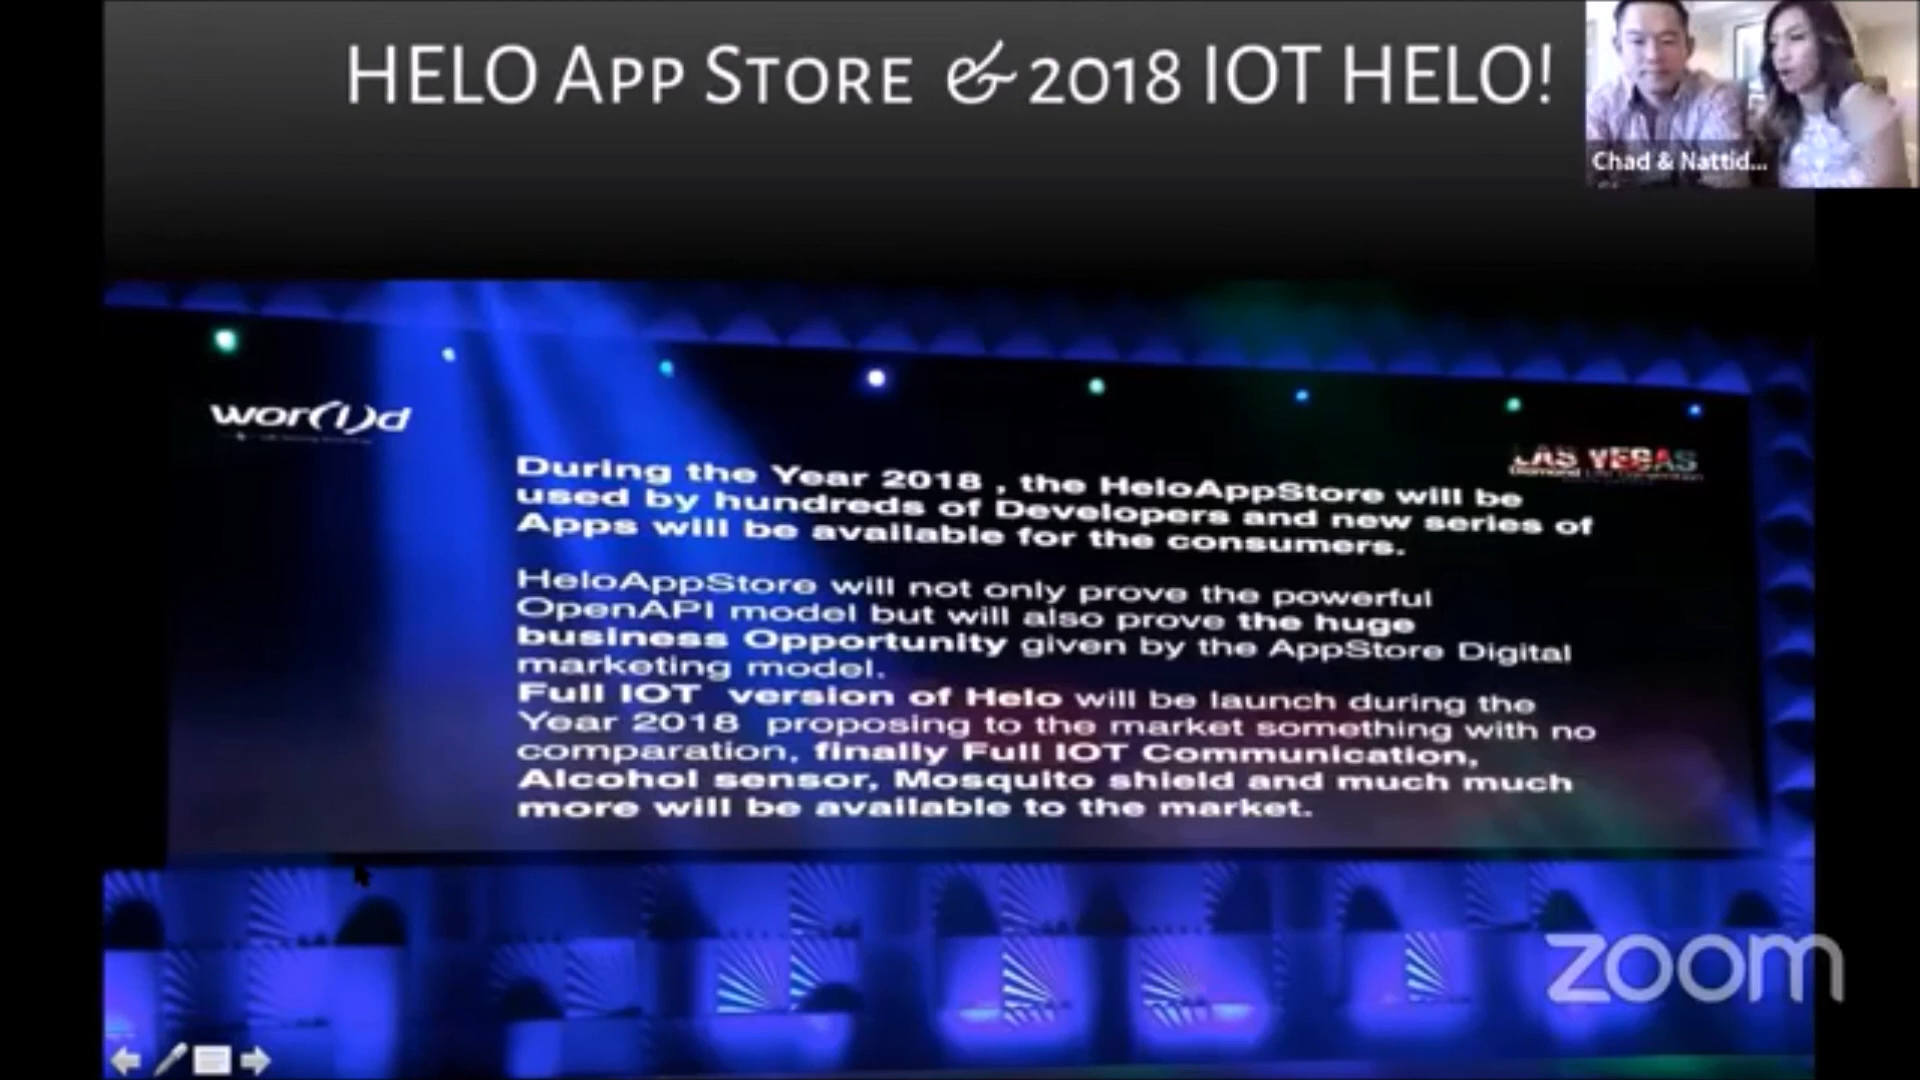 HELO APP STORE & 2018 IOT HELO!
Chad & Nattid...
wor(l)d
LAS VEGAS
During the Year 2018 , the HeloAppStore will be
used by hundreds of Developers and new series of
Apps will be available for the consumers.
HeloAppStore will not only prove the powerful
OpenAPI model but will also prove the huge
business Opportunity given by the AppStore Digital
marketing model.
Full IOT version of Helo will be launch during the
Year 2018 proposing to the market something with no
comparation, finally Full IOT Communication,
Alcohol sensor, Mosquito shield and much much
more will be available to the market.
zoom